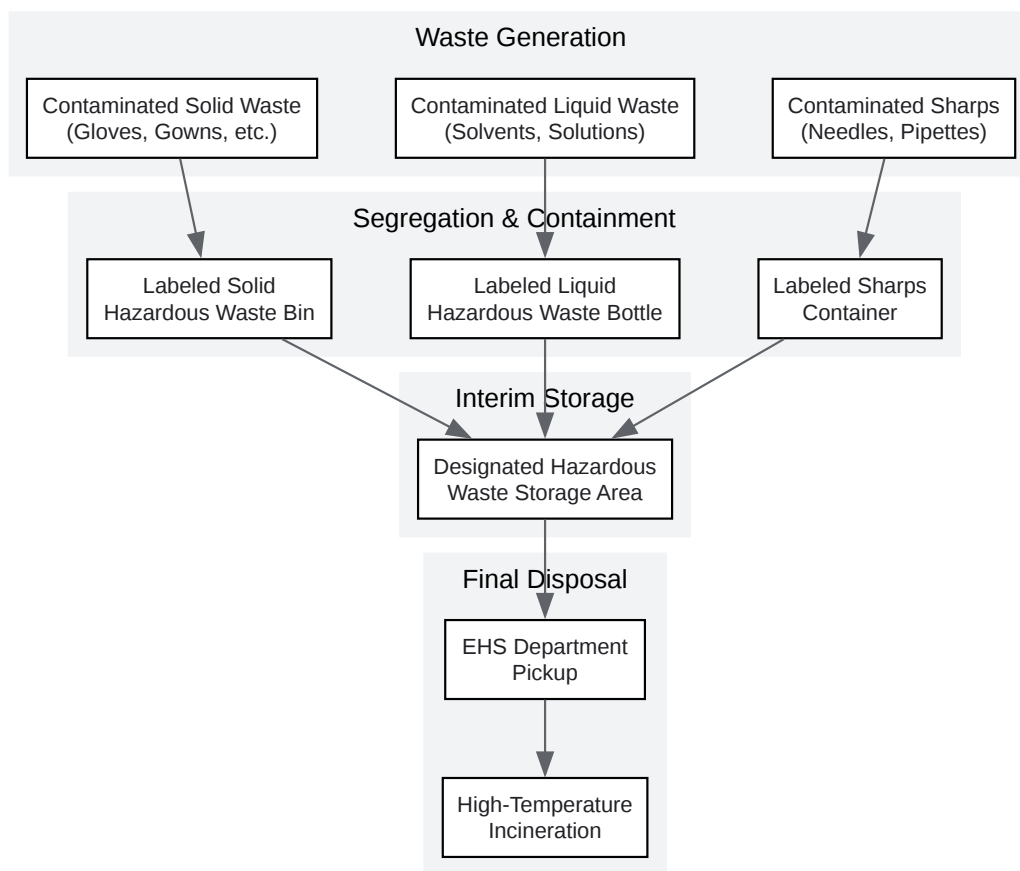 Waste Generation
Contaminated Solid Waste
(Gloves, Gowns, etc.)
Contaminated Liquid Waste
(Solvents, Solutions)
Contaminated Sharps
(Needles, Pipettes)
Segregation & Containment
Labeled Solid
Hazardous Waste Bin
Labeled Liquid
Hazardous Waste Bottle
Labeled Sharps
Container
Interim Storage
Designated Hazardous
Waste Storage Area
Final Disposal
EHS Department
Pickup
High-Temperature
Incineration